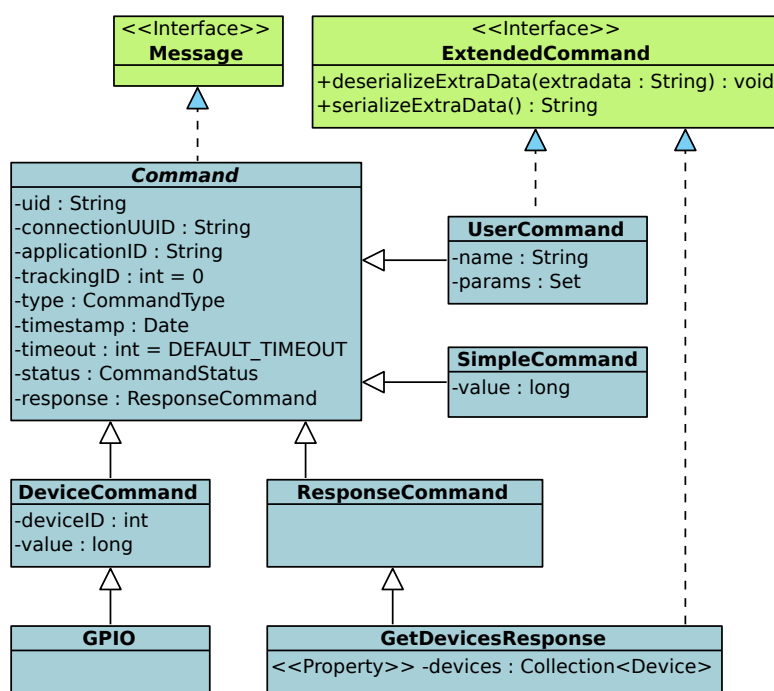 <<Interface>>
Message
<<Interface>>
ExtendedCommand
+deserializeExtraData(extradata : String) : void
+serializeExtraData() : String
Command
-uid : String
-connectionUUID : String
-applicationID : String
-trackingID : int = 0
-type : CommandType
-timestamp : Date
-timeout : int = DEFAULT_TIMEOUT
-status : CommandStatus
-response : ResponseCommand
UserCommand
-name : String
-params : Set
SimpleCommand
-value : long
DeviceCommand
-deviceID : int
-value : long
ResponseCommand
GPIO
GetDevicesResponse
<<Property>> -devices : Collection<Device>